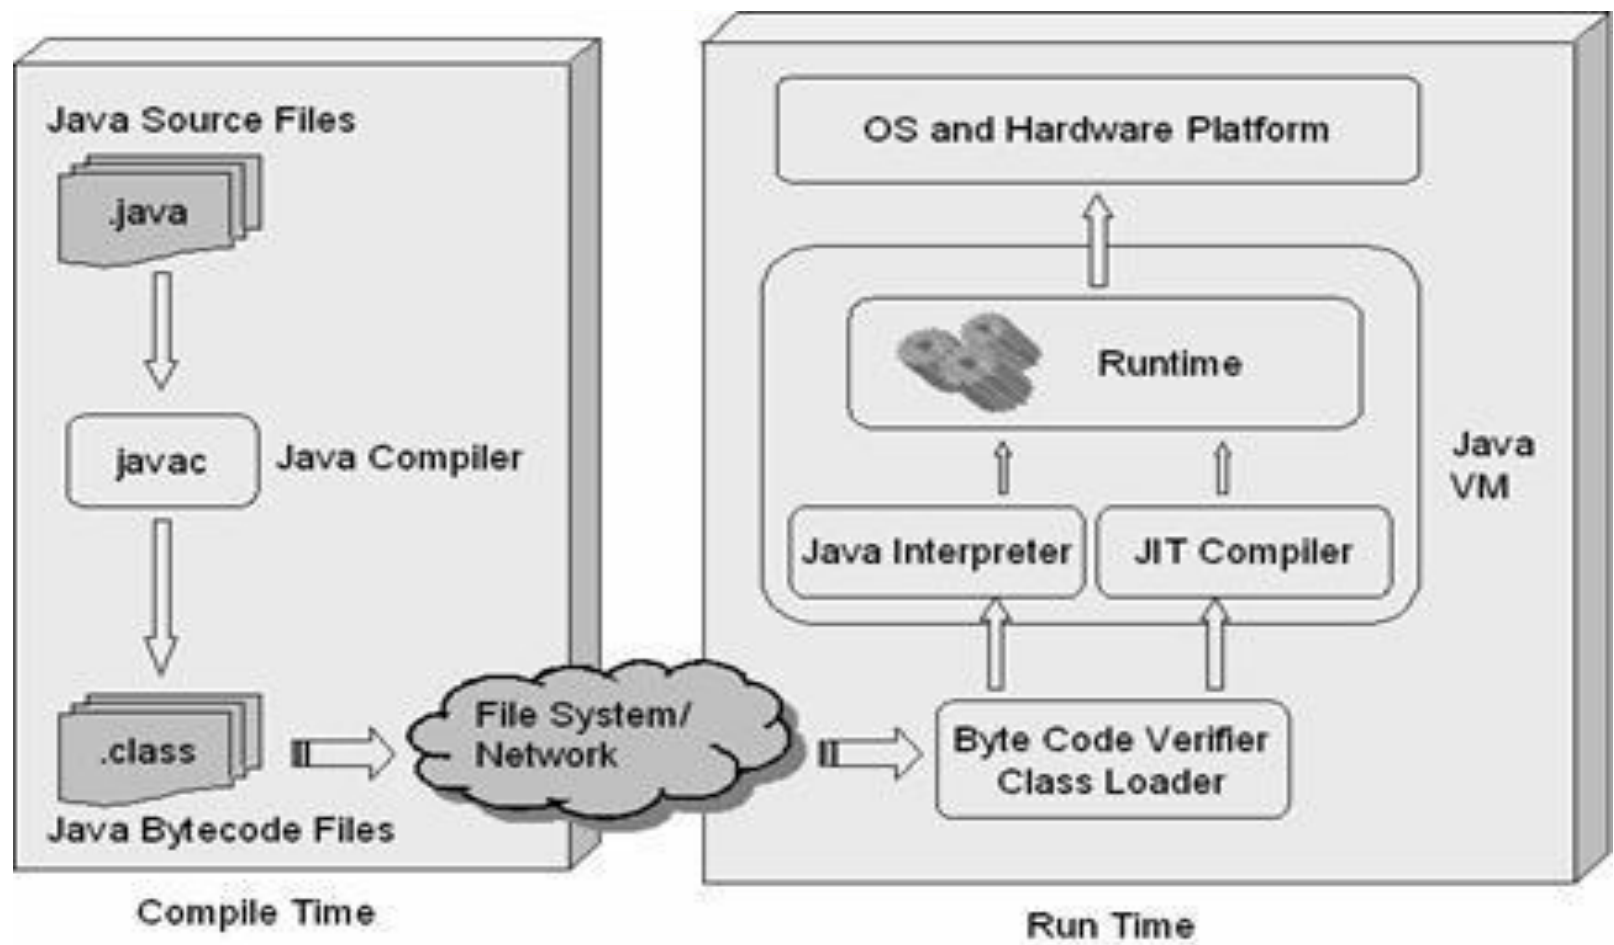 Java Source Files
.java
javac
Java Compiler
.class
Java Bytecode Files
Compile Time
File System/
Network
OS and Hardware Platform
Runtime
Java
VM
Java Interpreter
JIT Compiler
Byte Code Verifier
Class Loader
Run Time